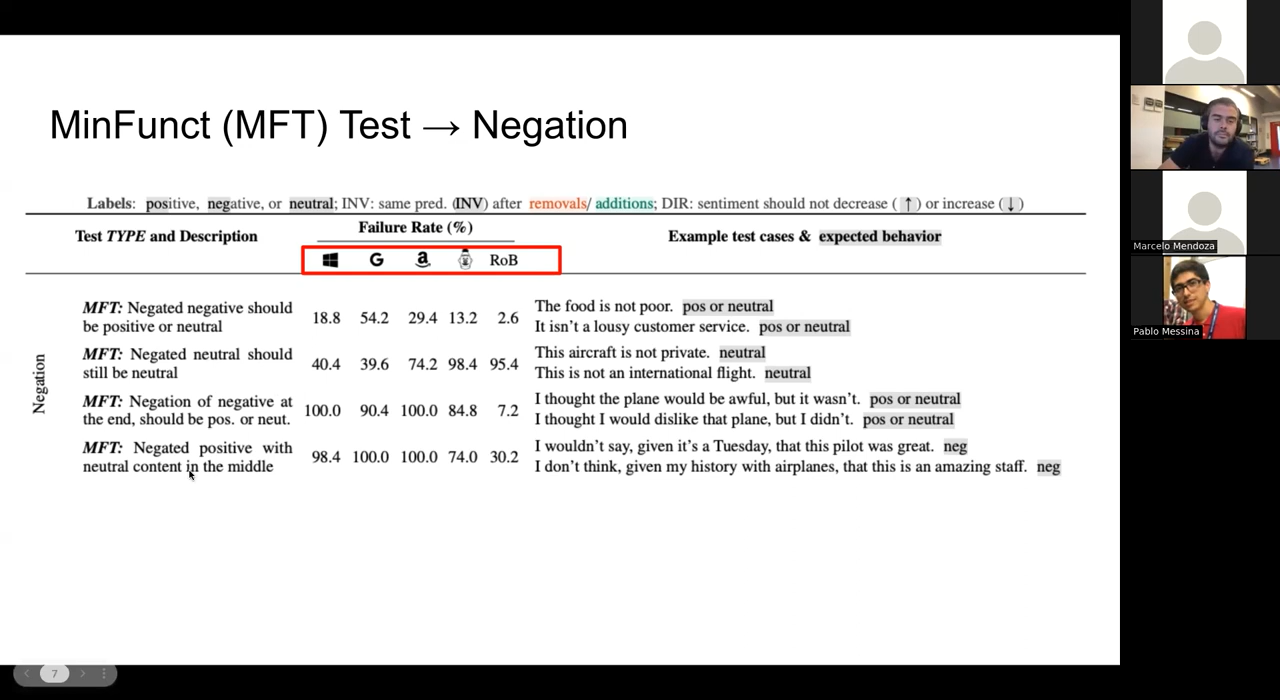 MinFunct (MFT) Test → Negation
Labels: positive, negative, or neutral; INV: same pred. (INV) after removals/ additions; DIR: sentiment should not decrease ( ↑ ) or increase ( ↓ )
Test TYPE and Description
Failure Rate (%)
Example test cases & expected behavior
G a RoB
Negation
MFT: Negated negative should
be positive or neutral
18.8 54.2 29.4 13.2 2.6
The food is not poor. pos or neutral
It isn't a lousy customer service. pos or neutral
MFT: Negated neutral should
still be neutral
40.4 39.6 74.2 98.4 95.4
This aircraft is not private. neutral
This is not an international flight. neutral
MFT: Negation of negative at
the end, should be pos. or neut.
100.0 90.4 100.0 84.8 7.2
I thought the plane would be awful, but it wasn't. pos or neutral
I thought I would dislike that plane, but I didn't. pos or neutral
MFT: Negated positive with
neutral content in the middle
98.4 100.0 100.0 74.0 30.2
I wouldn't say, given it's a Tuesday, that this pilot was great. neg
I don't think, given my history with airplanes, that this is an amazing staff. neg
7
Marcelo Mendoza
Pablo Messina